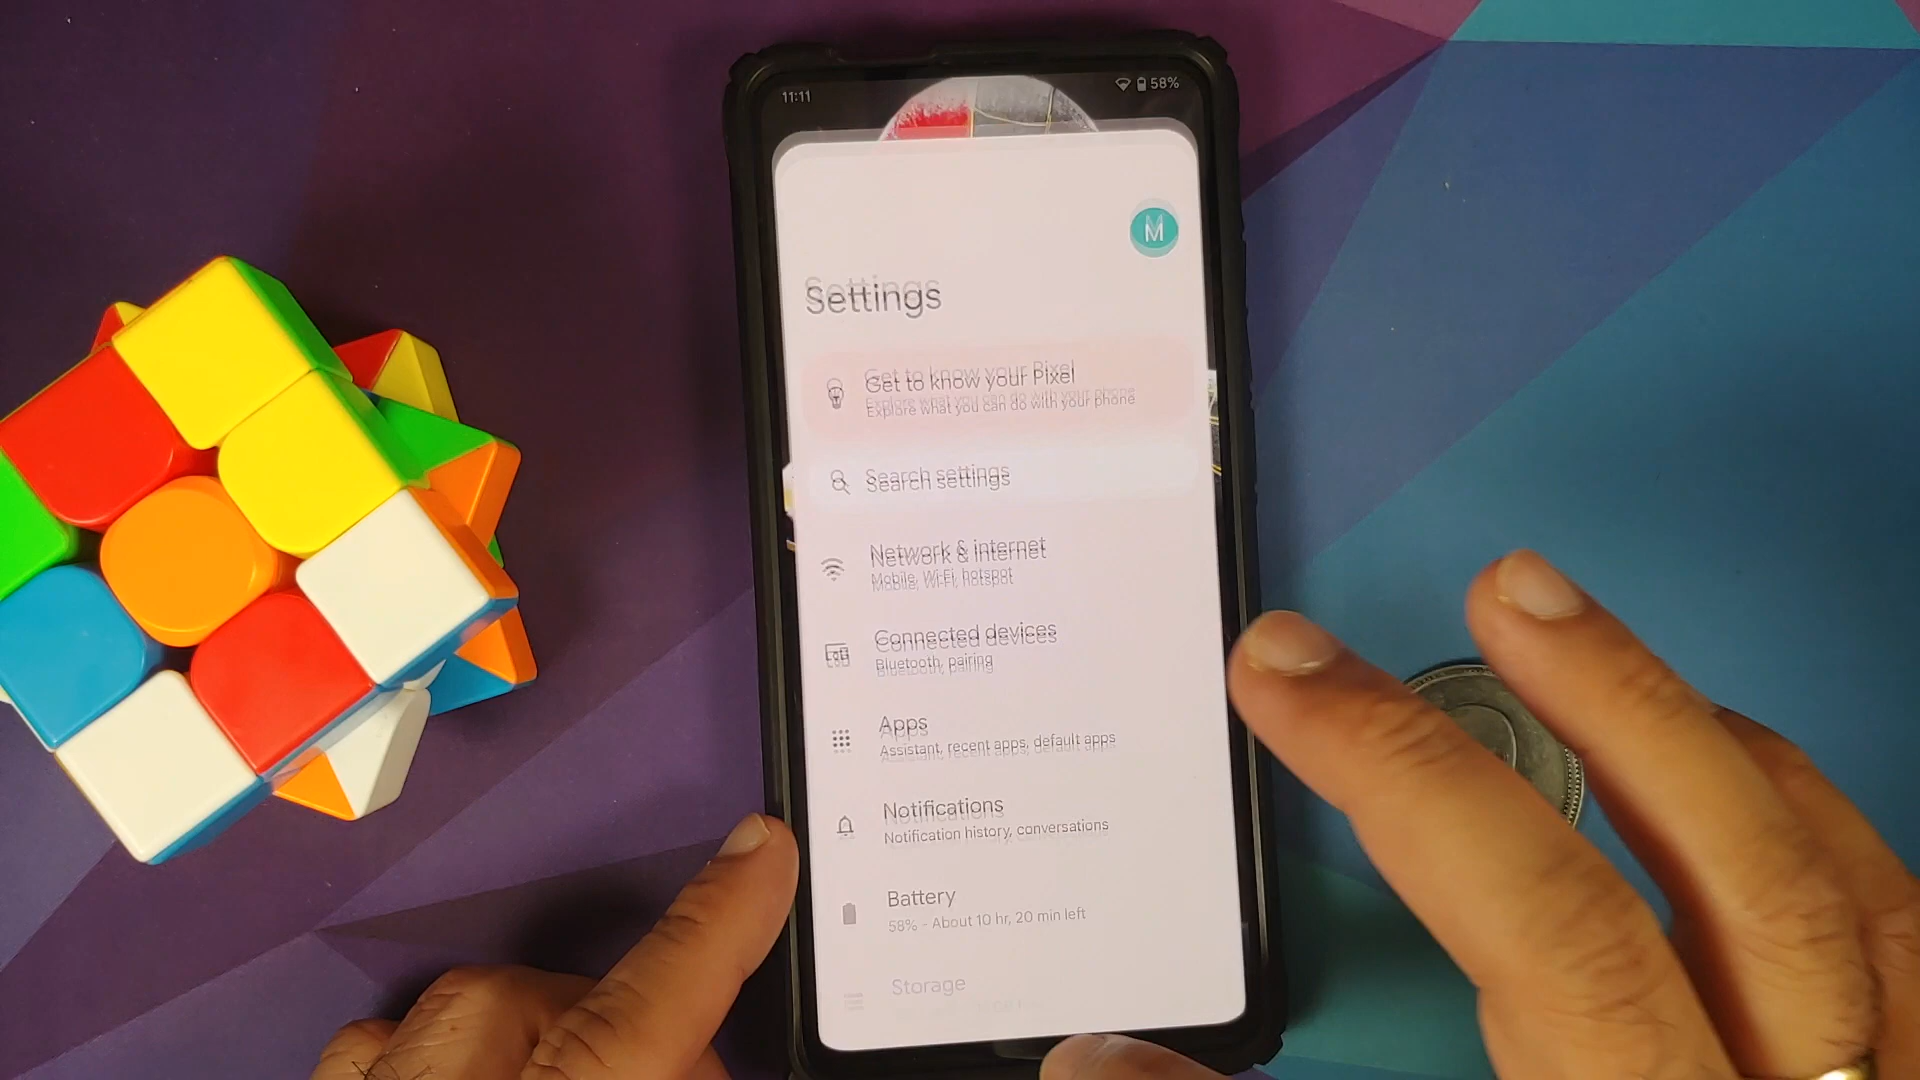 11:11
58%
M
Settings
Get to know your Pixel
Explore what you can do with your phone
Search settings
Network & internet
Mobile, Wi-Fi, hotspot
Connected devices
Bluetooth, pairing
Apps
Assistant, recent apps, default apps
Notifications
Notification history, conversations
Battery
58% - About 10 hr, 20 min left
Storage